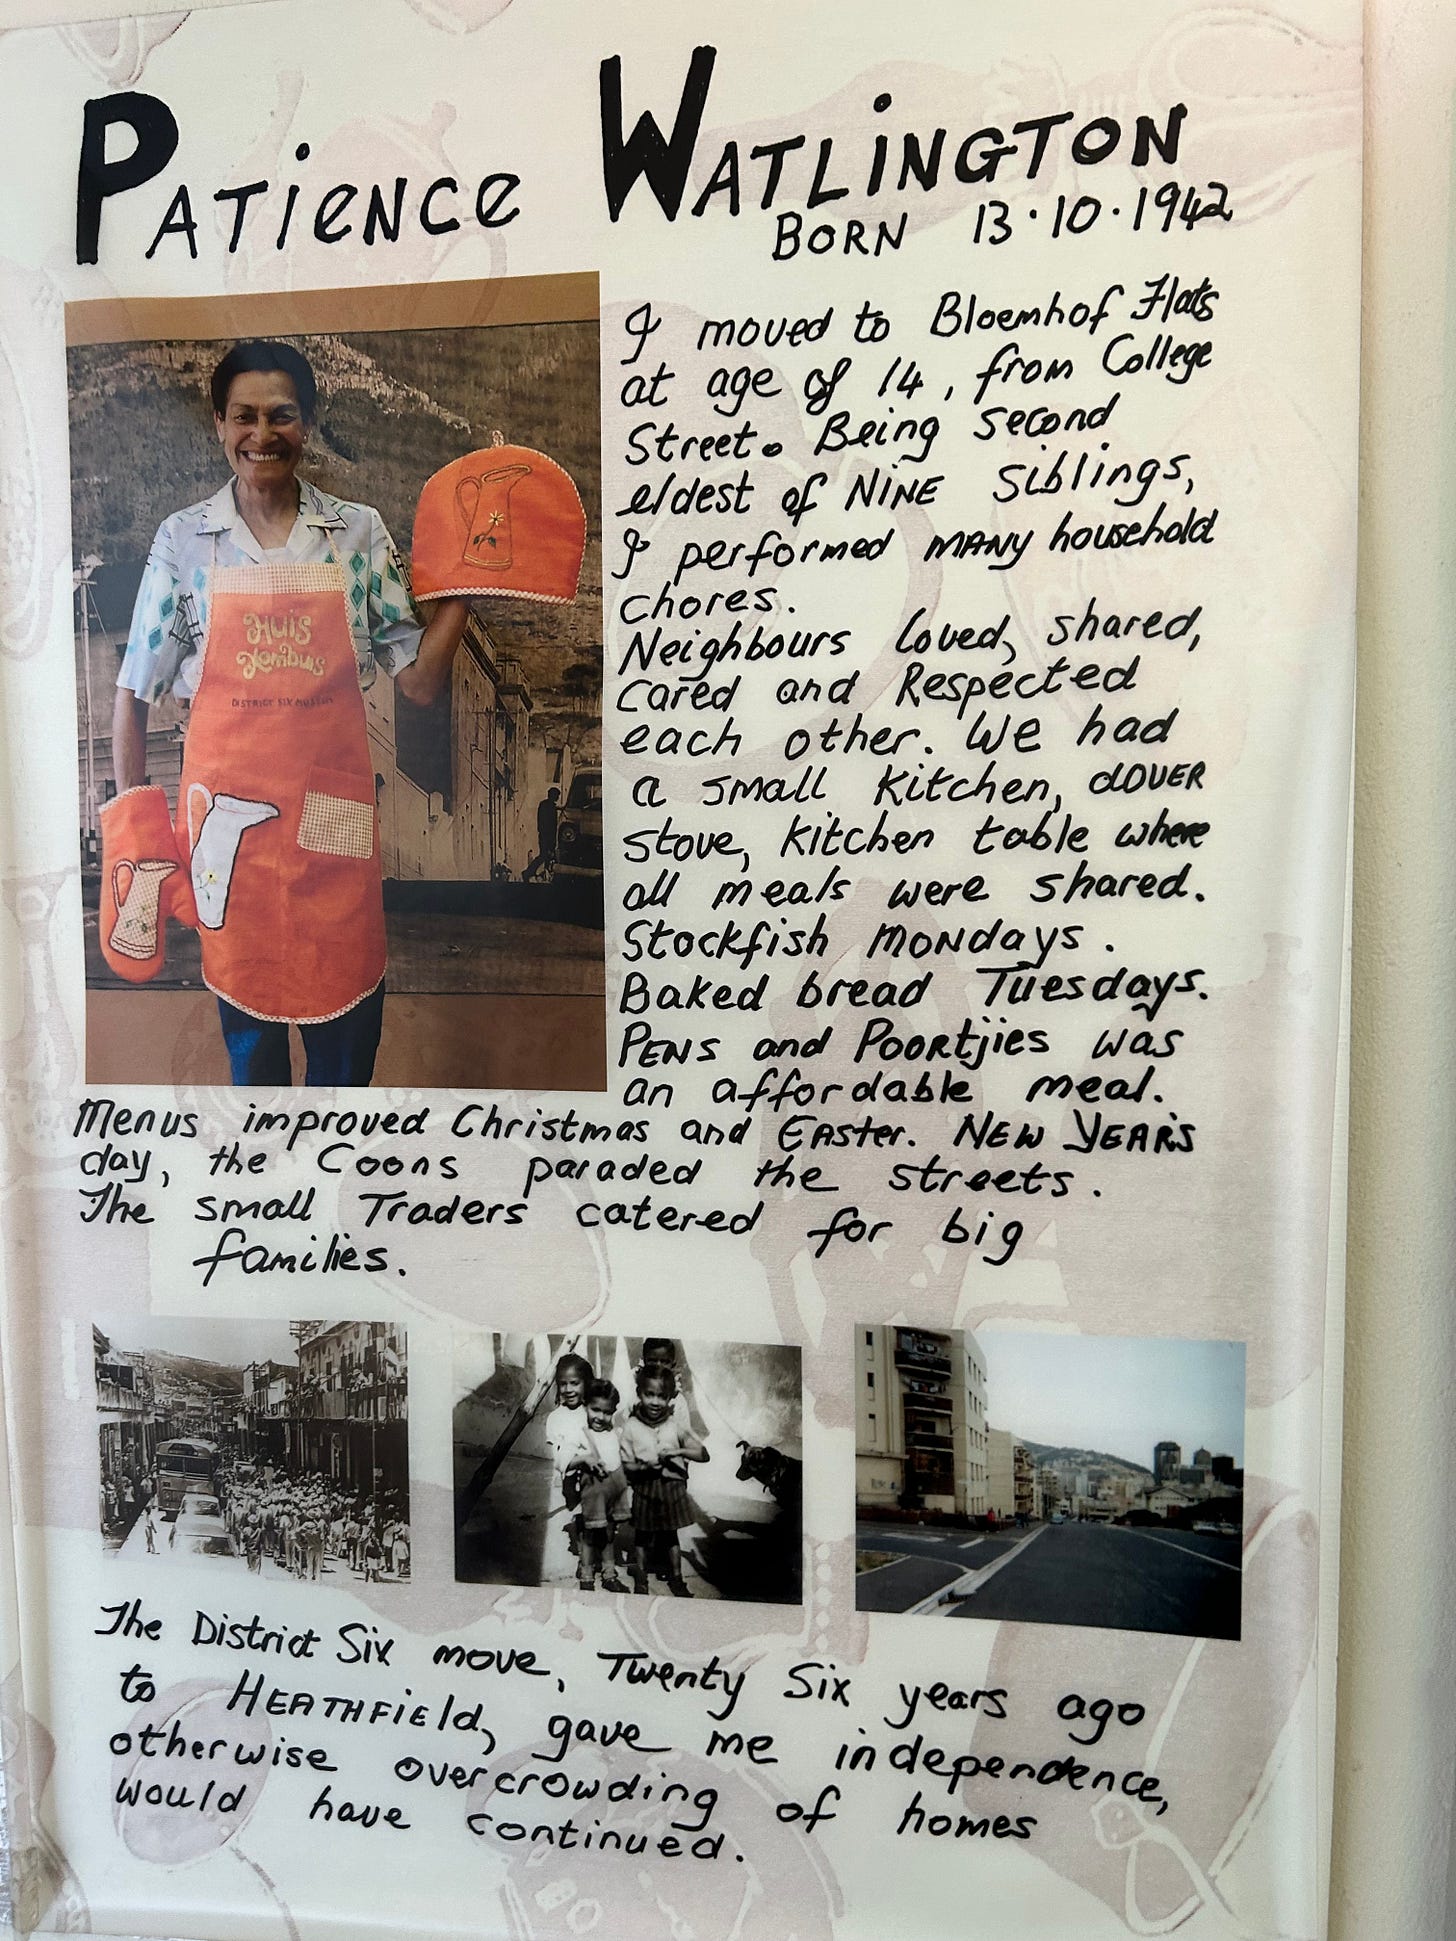 PATiENCe WATLiNGTON
BORN 13·10·1942
I moved to Bloemhof Flats
at age of 14, from College
Street. Being second
eldest of NiNE siblings,
I performed MANY household
chores.
Neighbours loved, shared,
cared and Respected
each other. We had
a small kitchen, dOVER
stove, kitchen table where
all meals were shared.
Stockfish MONdays.
Baked bread Tuesdays.
PENS and POORtjies was
an affordable meal.
Menus improved Christmas and EASter. NEW YEARS
day, the Coons paraded the streets.
The small Traders catered for big
families.
Huis
Kombuis
DISTRICT SIX MUSEUM
The District Six move, Twenty Six years ago
to HEATHFiEld, gave me independence,
otherwise overcrowding of homes
would have continued.